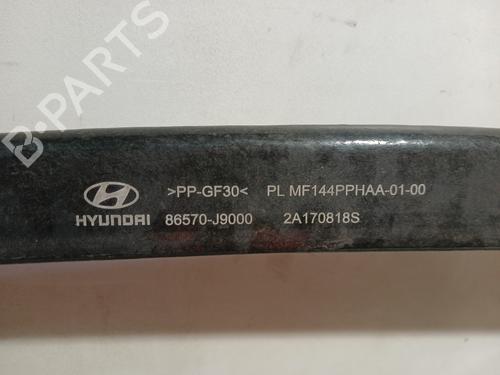 >PP-GF30< PL MF144PPHAA-01-00
HYUNDAI 86570-J9000 2A170818S
B-PARTS